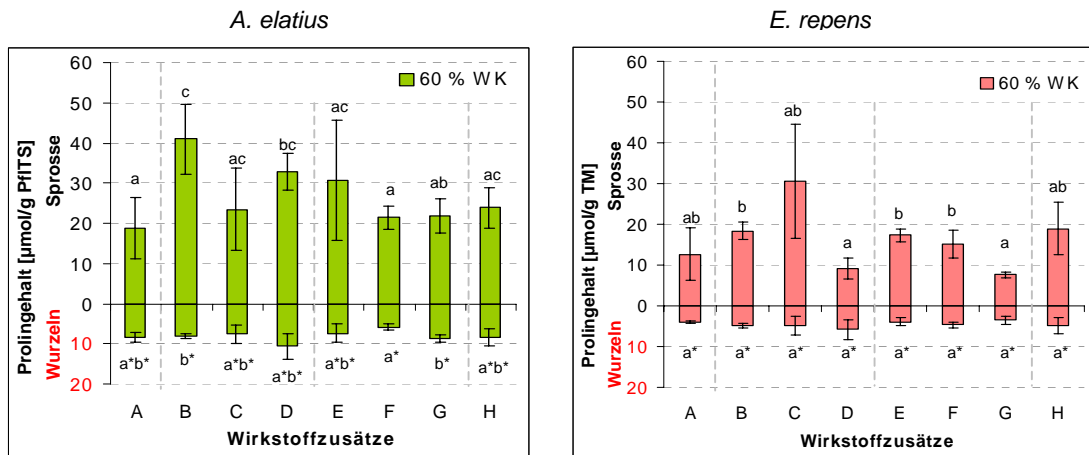 A. elatius
60 % WK
Prolingehalt [µmol/g PflTS]
Sprosse
Wurzeln
60
50
40
30
20
10
0
10
20
a
c
ac
bc
ac
a
ab
ac
a*b*
b*
a*b*
a*b*
a*b*
a*
b*
a*b*
A B C D E F G H
Wirkstoffzusätze
E. repens
60 % WK
Prolingehalt [µmol/g TM]
Sprosse
Wurzeln
60
50
40
30
20
10
0
10
20
ab
b
ab
a
b
b
a
ab
a*
a*
a*
a*
a*
a*
a*
a*
A B C D E F G H
Wirkstoffzusätze